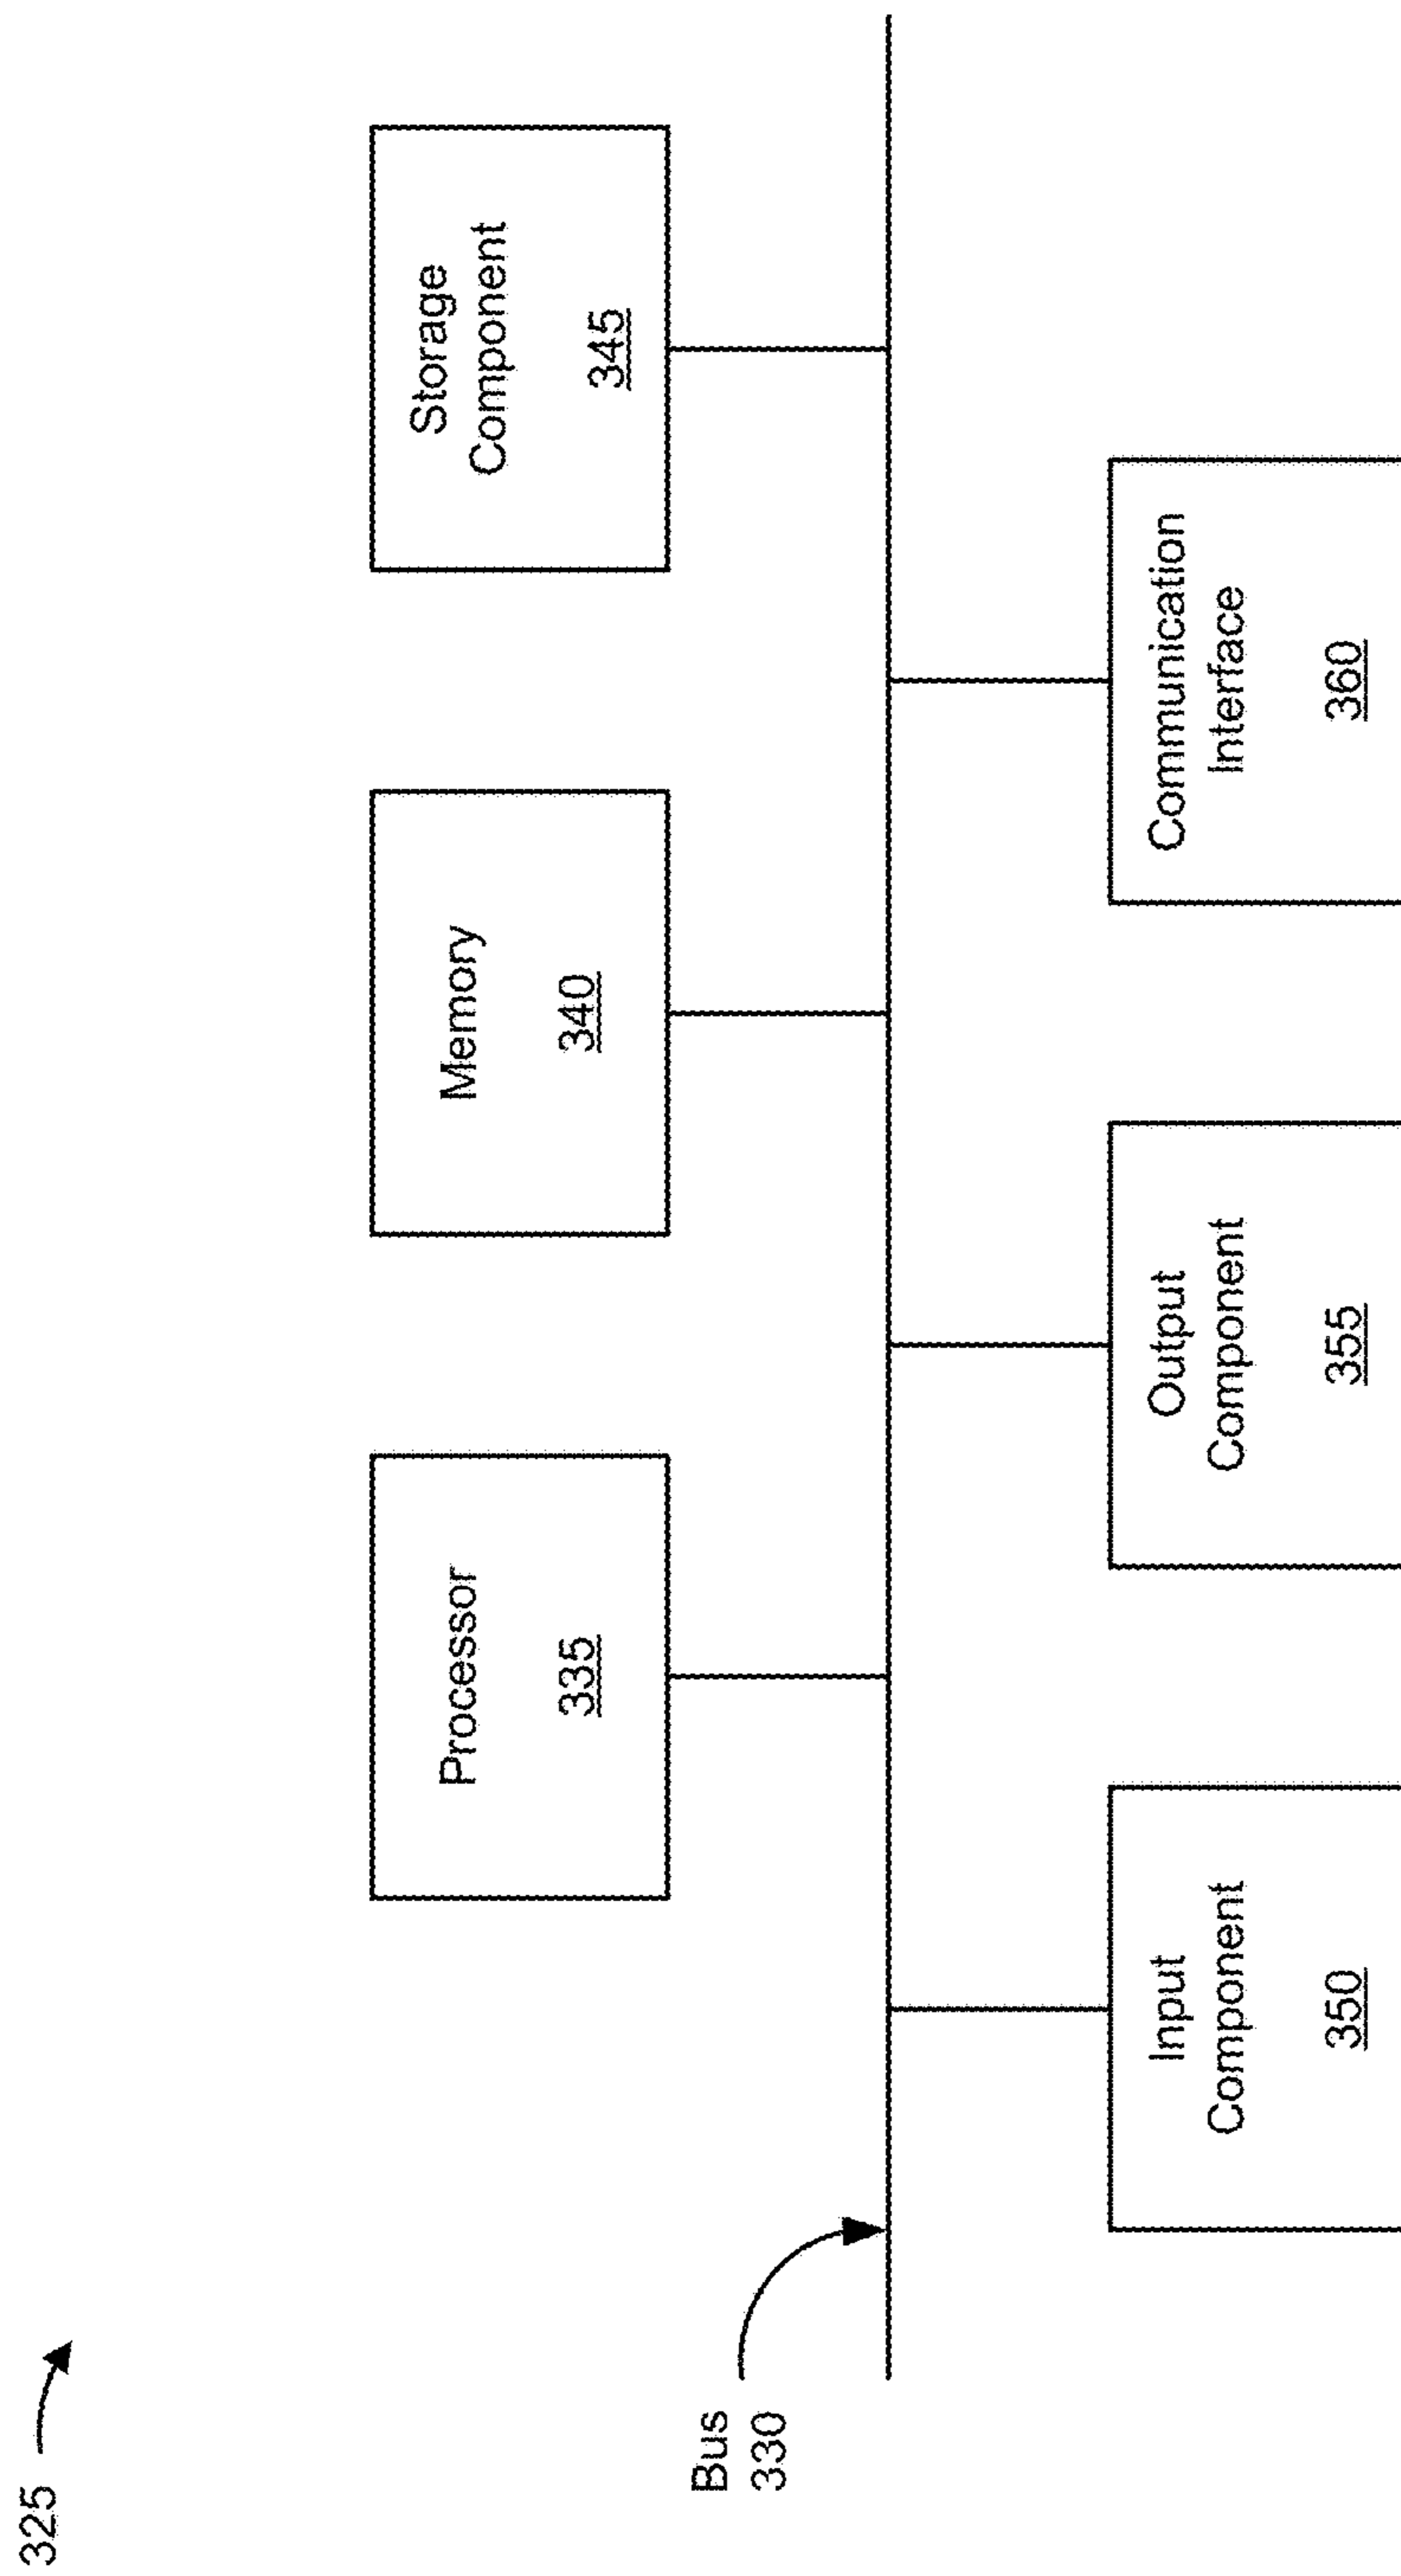 325
Processor
335
Memory
340
Storage
Component
345
Bus
330
Input
Component
350
Output
Component
355
Communication
Interface
360